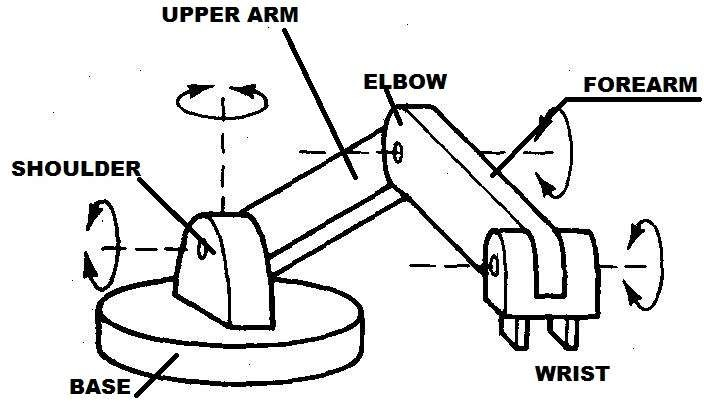 UPPER ARM
ELBOW
FOREARM
SHOULDER
WRIST
BASE